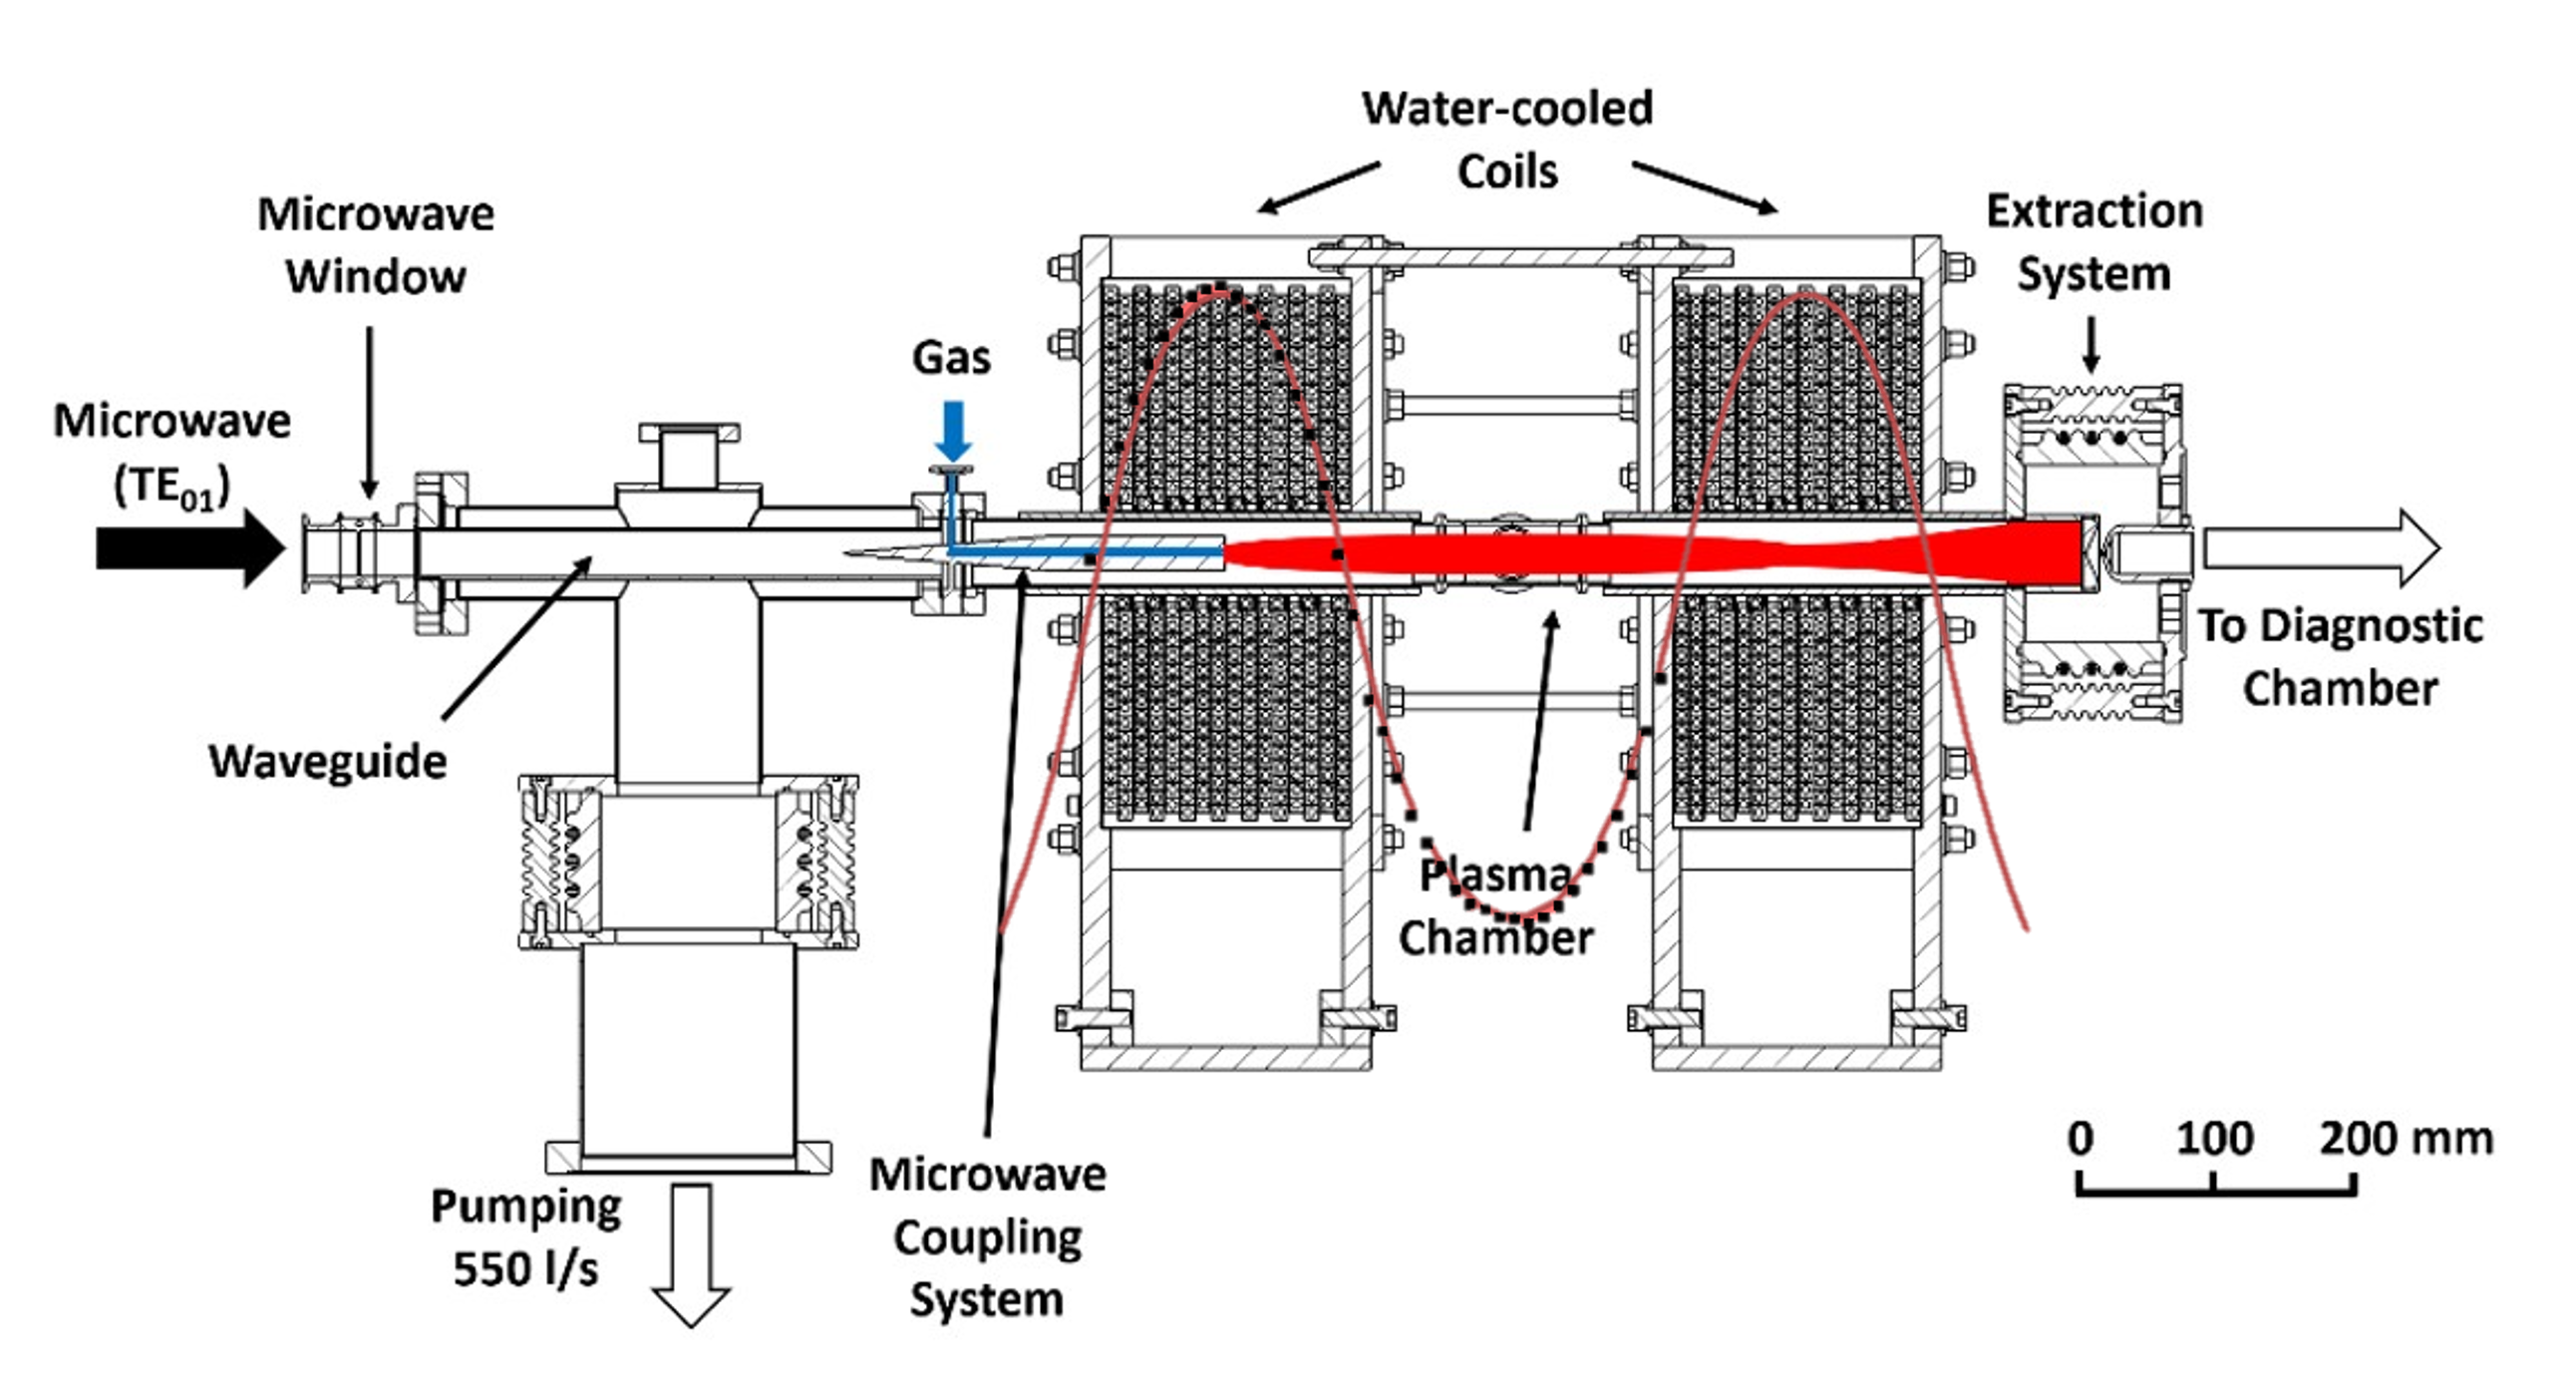 Water-cooled
Coils
Microwave
Window
Extraction
System
Gas
Microwave
(TE01)
To Diagnostic
Chamber
Waveguide
Plasma
Chamber
0 100 200 mm
Microwave
Coupling
System
Pumping
550 l/s